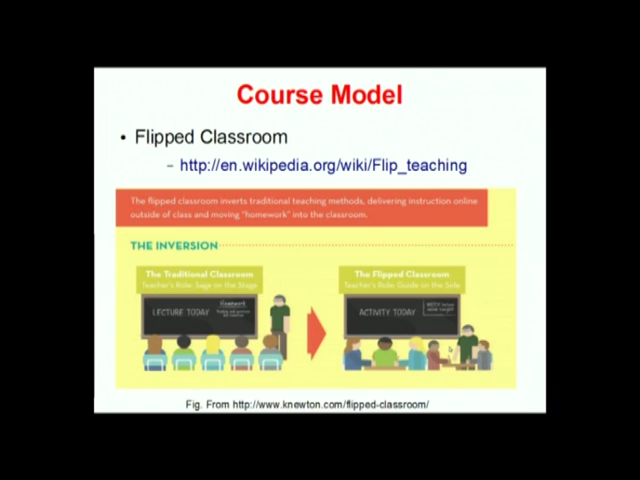 Course Model
• Flipped Classroom
– http://en.wikipedia.org/wiki/Flip_teaching
The flipped classroom inverts traditional teaching methods, delivering instruction online
outside of class and moving "homework" into the classroom.
THE INVERSION
The Traditional Classroom
Teacher's Role: Sage on the Stage
The Flipped Classroom
Teacher's Role: Guide on the Side
LECTURE TODAY
Homework
ACTIVITY TODAY
Fig. From http://www.knewton.com/flipped-classroom/